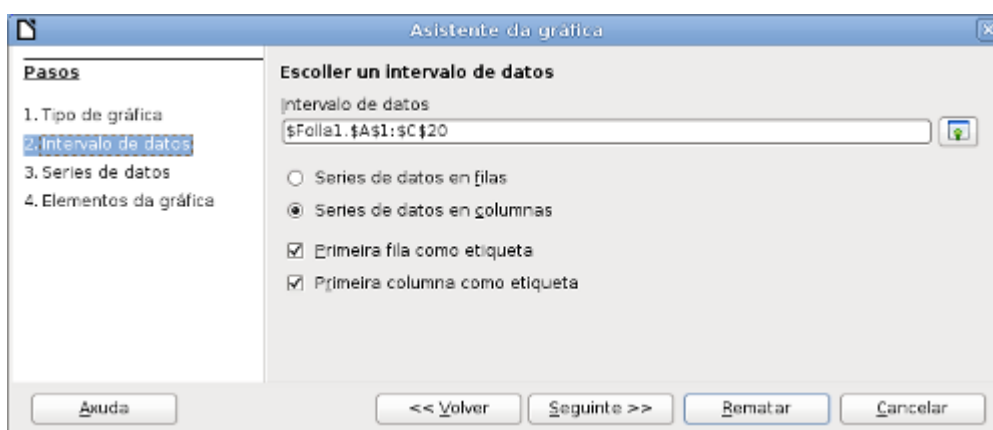 Asistente da gráfica
Pasos
1. Tipo de gráfica
2. Intervalo de datos
3. Series de datos
4. Elementos da gráfica
Escoller un intervalo de datos
Intervalo de datos
$Folla1.$A$1:$C$20
Series de datos en filas
Series de datos en columnas
Primeira fila como etiqueta
Primeira columna como etiqueta
Axuda
<< Volver
Seguinte >>
Rematar
Cancelar